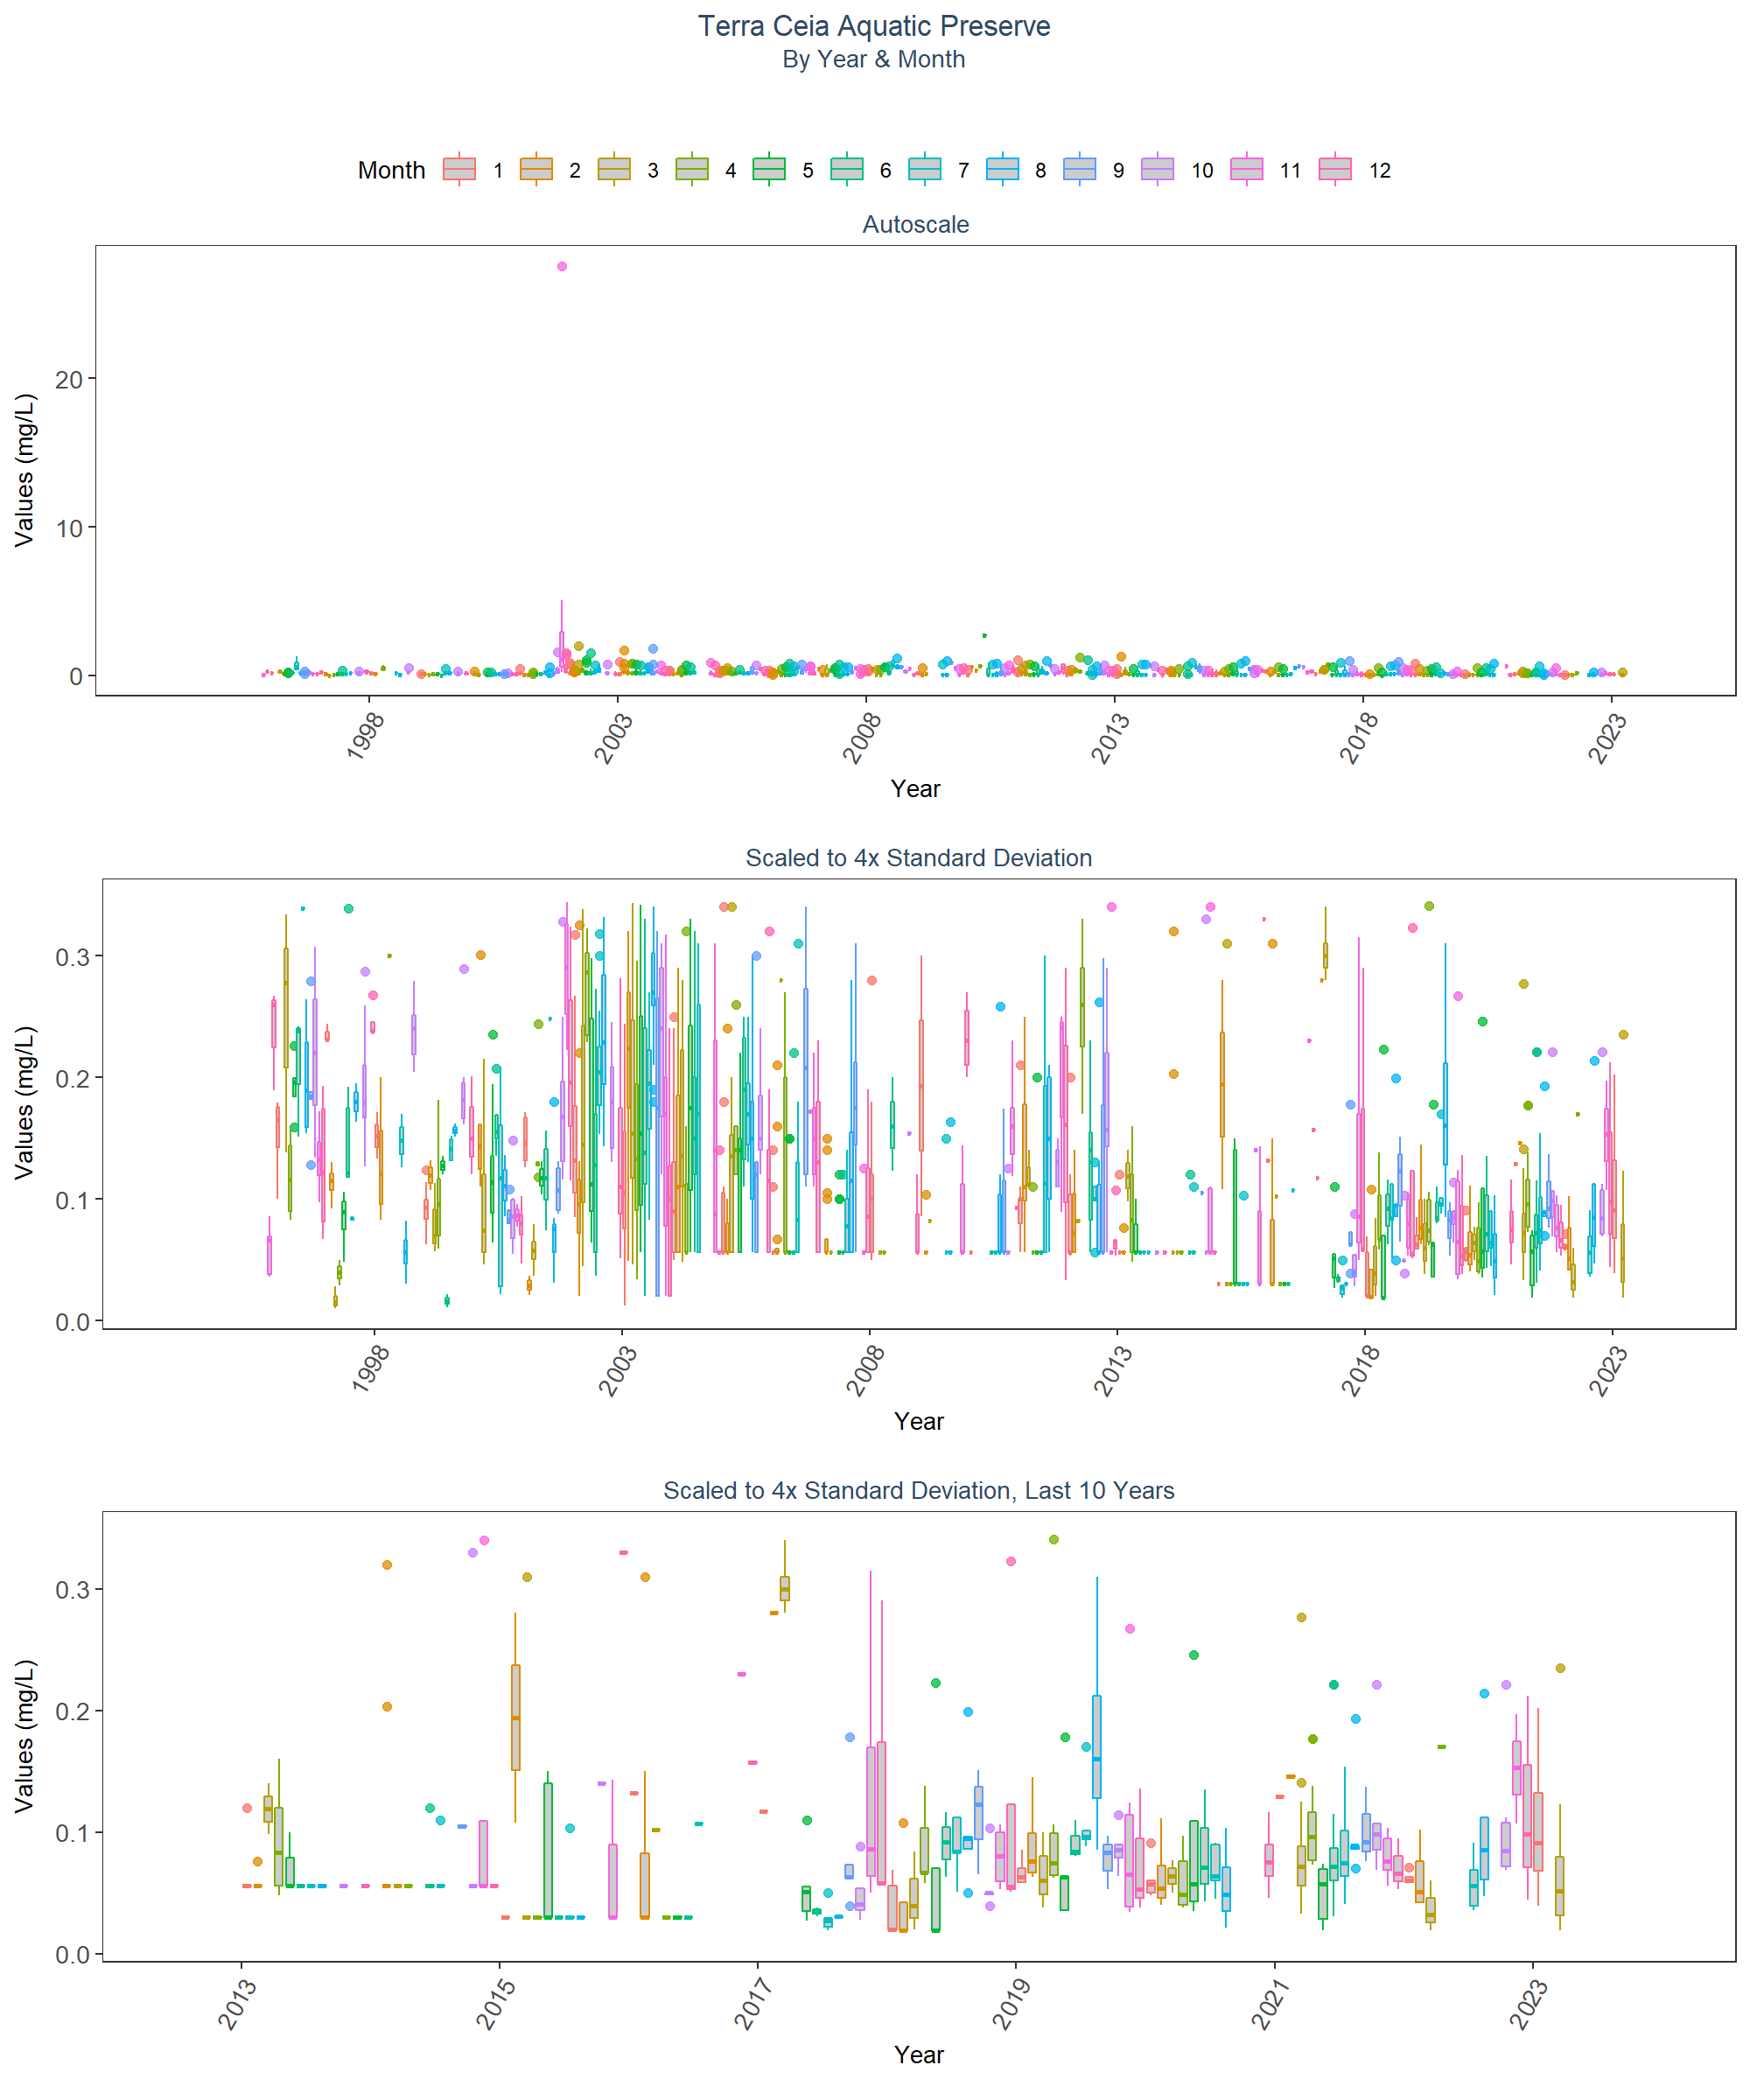 Terra Ceia Aquatic Preserve
By Year & Month
Month 1 2 3 4 5 6 7 8 9 10 11 12
Autoscale
Values (mg/L)
20
10
0
1998 2003 2008 2013 2018 2023
Year
Scaled to 4x Standard Deviation
Values (mg/L)
0.3
0.2
0.1
0.0
1998 2003 2008 2013 2018 2023
Year
Scaled to 4x Standard Deviation, Last 10 Years
Values (mg/L)
0.3
0.2
0.1
0.0
2013 2015 2017 2019 2021 2023
Year